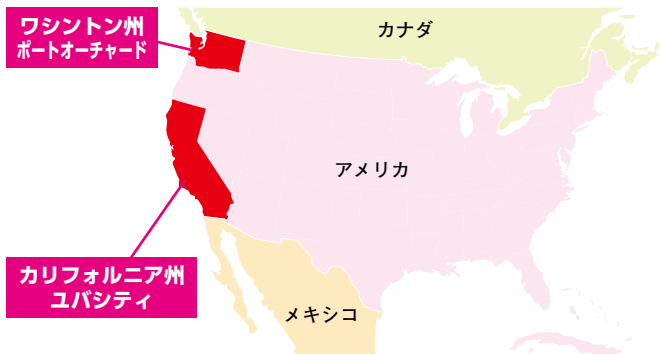 ワシントン州
ポートオーチャード
カナダ
アメリカ
カリフォルニア州
ユバシティ
メキシコ